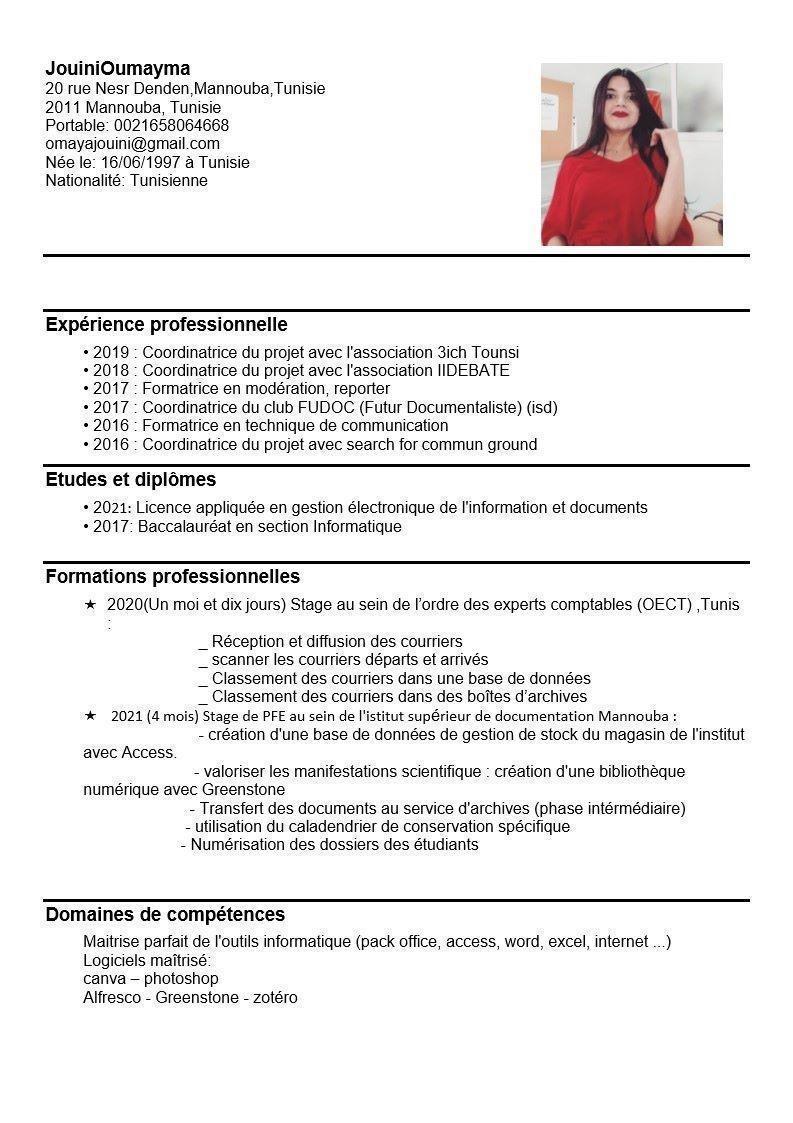 JouiniOumayma
20 rue Nesr Denden,Mannouba,Tunisie
2011 Mannouba, Tunisie
Portable: 0021658064668
omayajouini@gmail.com
Née le: 16/06/1997 à Tunisie
Nationalité: Tunisienne
Expérience professionnelle
• 2019 : Coordinatrice du projet avec l'association 3ich Tounsi
• 2018 : Coordinatrice du projet avec l'association IIDEBATE
• 2017 : Formatrice en modération, reporter
• 2017 : Coordinatrice du club FUDOC (Futur Documentaliste) (isd)
• 2016 : Formatrice en technique de communication
• 2016 : Coordinatrice du projet avec search for commun ground
Etudes et diplômes
• 2021: Licence appliquée en gestion électronique de l'information et documents
• 2017: Baccalauréat en section Informatique
Formations professionnelles
★ 2020(Un moi et dix jours) Stage au sein de l’ordre des experts comptables (OECT) ,Tunis
:
_ Réception et diffusion des courriers
_ scanner les courriers départs et arrivés
_ Classement des courriers dans une base de données
_ Classement des courriers dans des boîtes d’archives
★ 2021 (4 mois) Stage de PFE au sein de l'istitut supérieur de documentation Mannouba :
- création d'une base de données de gestion de stock du magasin de l'institut
avec Access.
- valoriser les manifestations scientifique : création d'une bibliothèque
numérique avec Greenstone
- Transfert des documents au service d'archives (phase intérmédiaire)
- utilisation du caladendrier de conservation spécifique
- Numérisation des dossiers des étudiants
Domaines de compétences
Maitrise parfait de l'outils informatique (pack office, access, word, excel, internet ...)
Logiciels maîtrisé:
canva – photoshop
Alfresco - Greenstone - zotéro